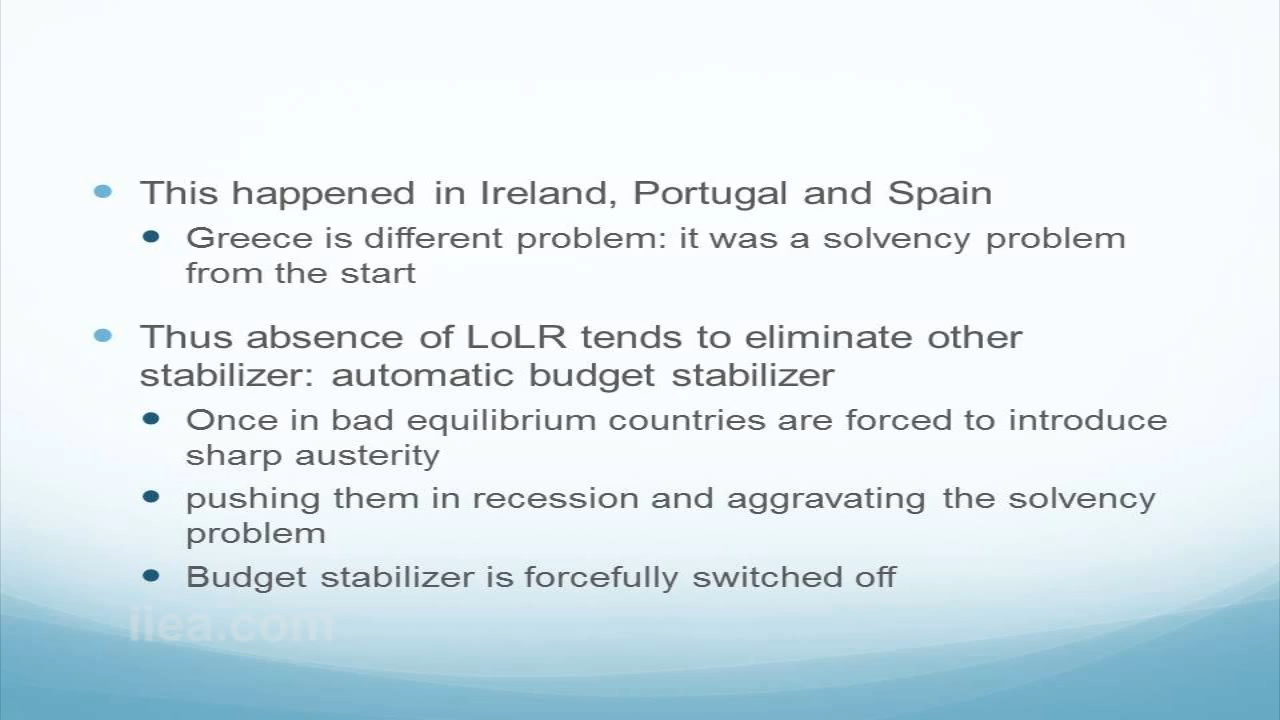 This happened in Ireland, Portugal and Spain
Greece is different problem: it was a solvency problem
from the start
Thus absence of LoLR tends to eliminate other
stabilizer: automatic budget stabilizer
Once in bad equilibrium countries are forced to introduce
sharp austerity
pushing them in recession and aggravating the solvency
problem
Budget stabilizer is forcefully switched off
iiea.com